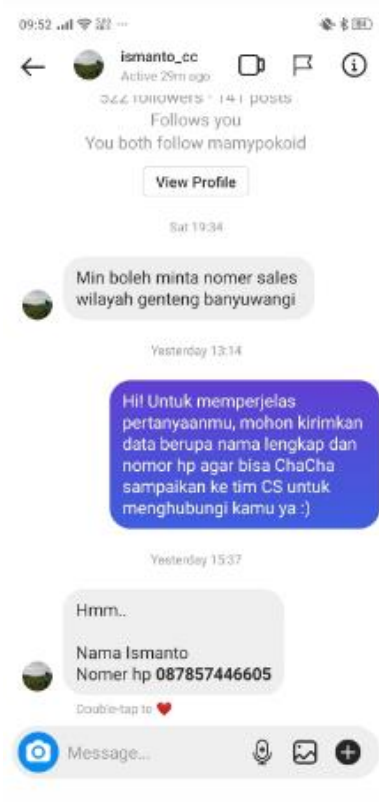 09:52
ismanto_cc
Active 29m ago
522 followers · 141 posts
Follows you
You both follow mamypokoid
View Profile
Sat 19:34
Min boleh minta nomer sales
wilayah genteng banyuwangi
Yesterday 13:14
Hi! Untuk memperjelas
pertanyaanmu, mohon kirimkan
data berupa nama lengkap dan
nomor hp agar bisa ChaCha
sampaikan ke tim CS untuk
menghubungi kamu ya :)
Yesterday 15:37
Hmm..
Nama Ismanto
Nomer hp 087857446605
Double-tap to ❤️
Message...